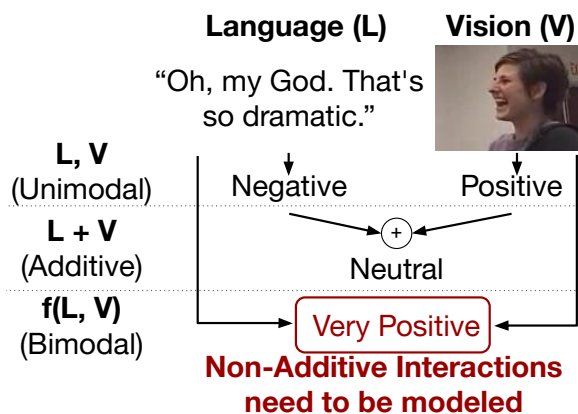 Language (L) Vision (V)
“Oh, my God. That's
so dramatic.”
L, V
(Unimodal)
Negative Positive
L + V
(Additive)
+
Neutral
f(L, V)
(Bimodal)
Very Positive
Non-Additive Interactions
need to be modeled